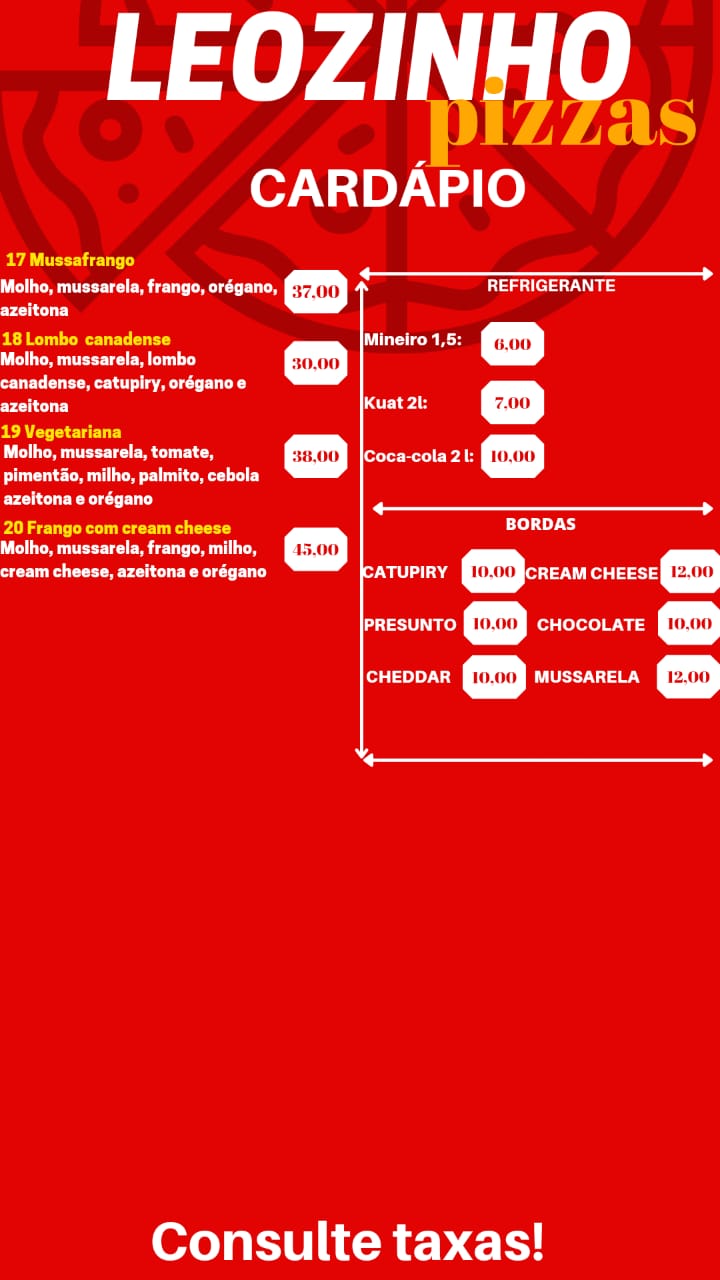 LEOZINHO
pizzas
CARDÁPIO
17 Mussafrango
Molho, mussarela, frango, orégano,
azeitona
37,00
18 Lombo canadense
Molho, mussarela, lombo
canadense, catupiry, orégano e
azeitona
30,00
19 Vegetariana
Molho, mussarela, tomate,
pimentão, milho, palmito, cebola
azeitona e orégano
38,00
20 Frango com cream cheese
Molho, mussarela, frango, milho,
cream cheese, azeitona e orégano
45,00
REFRIGERANTE
Mineiro 1,5: 6,00
Kuat 2l: 7,00
Coca-cola 2 l: 10,00
BORDAS
CATUPIRY 10,00 CREAM CHEESE 12,00
PRESUNTO 10,00 CHOCOLATE 10,00
CHEDDAR 10,00 MUSSARELA 12,00
Consulte taxas!